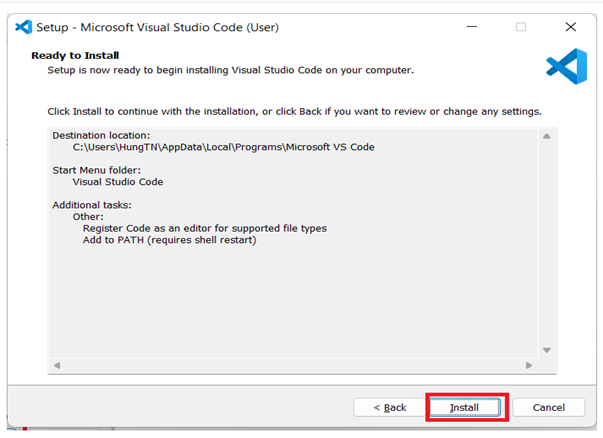 Setup - Microsoft Visual Studio Code (User)
Ready to Install
Setup is now ready to begin installing Visual Studio Code on your computer.
Click Install to continue with the installation, or click Back if you want to review or change any settings.
Destination location:
C:\Users\HungTN\AppData\Local\Programs\Microsoft VS Code
Start Menu folder:
Visual Studio Code
Additional tasks:
Other:
Register Code as an editor for supported file types
Add to PATH (requires shell restart)
< Back
Install
Cancel